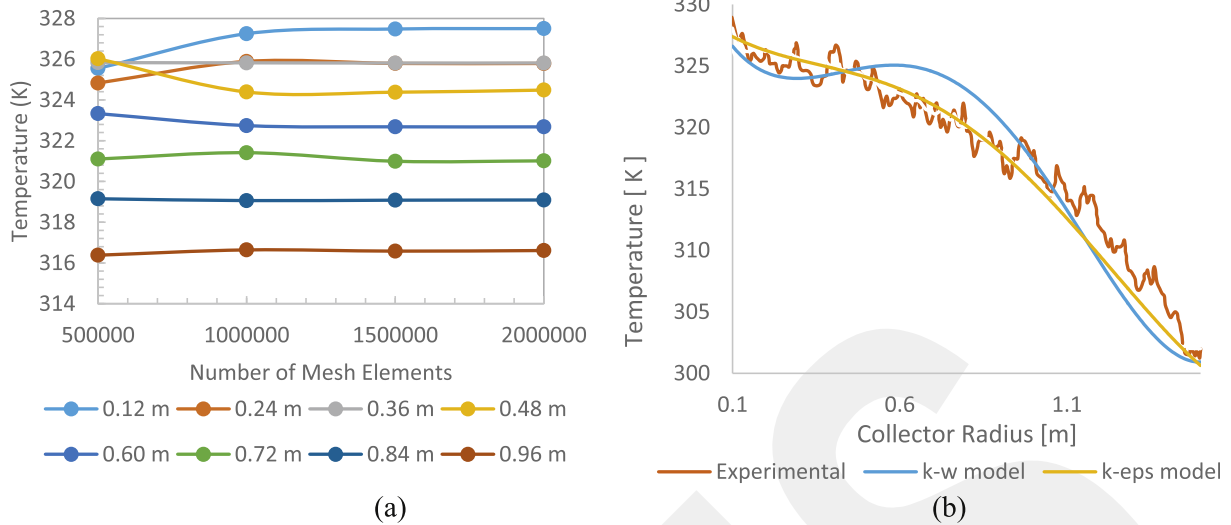 328
326
324
322
320
318
316
314
Temperature (K)
500000 1000000 1500000 2000000
Number of Mesh Elements
0.12 m 0.24 m 0.36 m 0.48 m
0.60 m 0.72 m 0.84 m 0.96 m
(a)
330
325
320
315
310
305
300
Temperature [ K ]
0.1 0.6 1.1
Collector Radius [m]
Experimental k-w model k-eps model
(b)